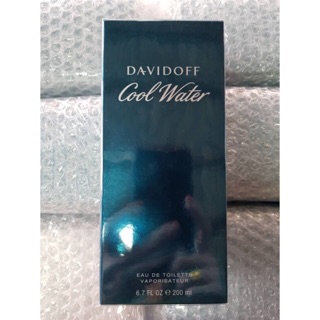 DAVIDOFF
Cool Water
EAU DE TOILETTE
VAPORISATEUR
6.7 FL OZ ℮ 200 ml